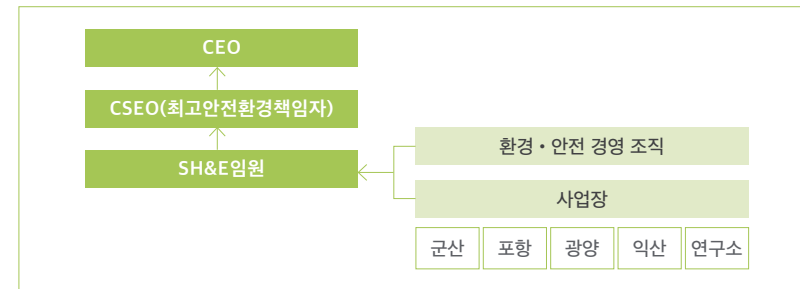 CEO
CSEO(최고안전환경책임자)
SH&E임원
환경 • 안전 경영 조직
사업장
군산 포항 광양 익산 연구소